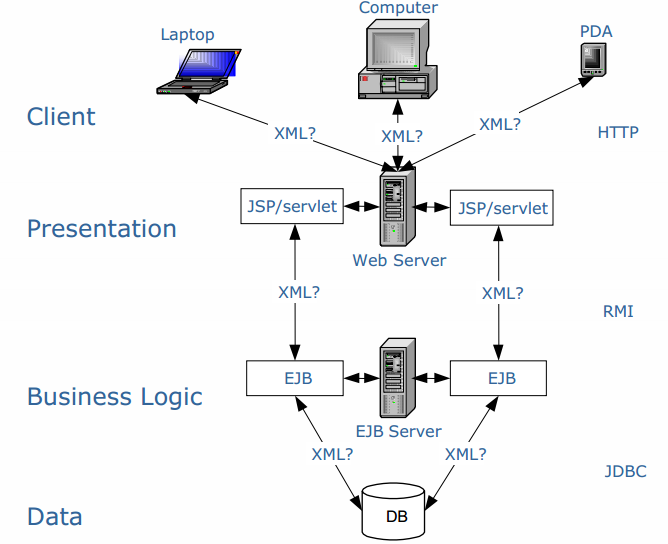 Computer
Laptop
PDA
Client
XML?
XML?
XML?
HTTP
JSP/servlet
JSP/servlet
Presentation
Web Server
XML?
XML?
RMI
EJB
EJB
Business Logic
EJB Server
XML?
XML?
JDBC
Data
DB